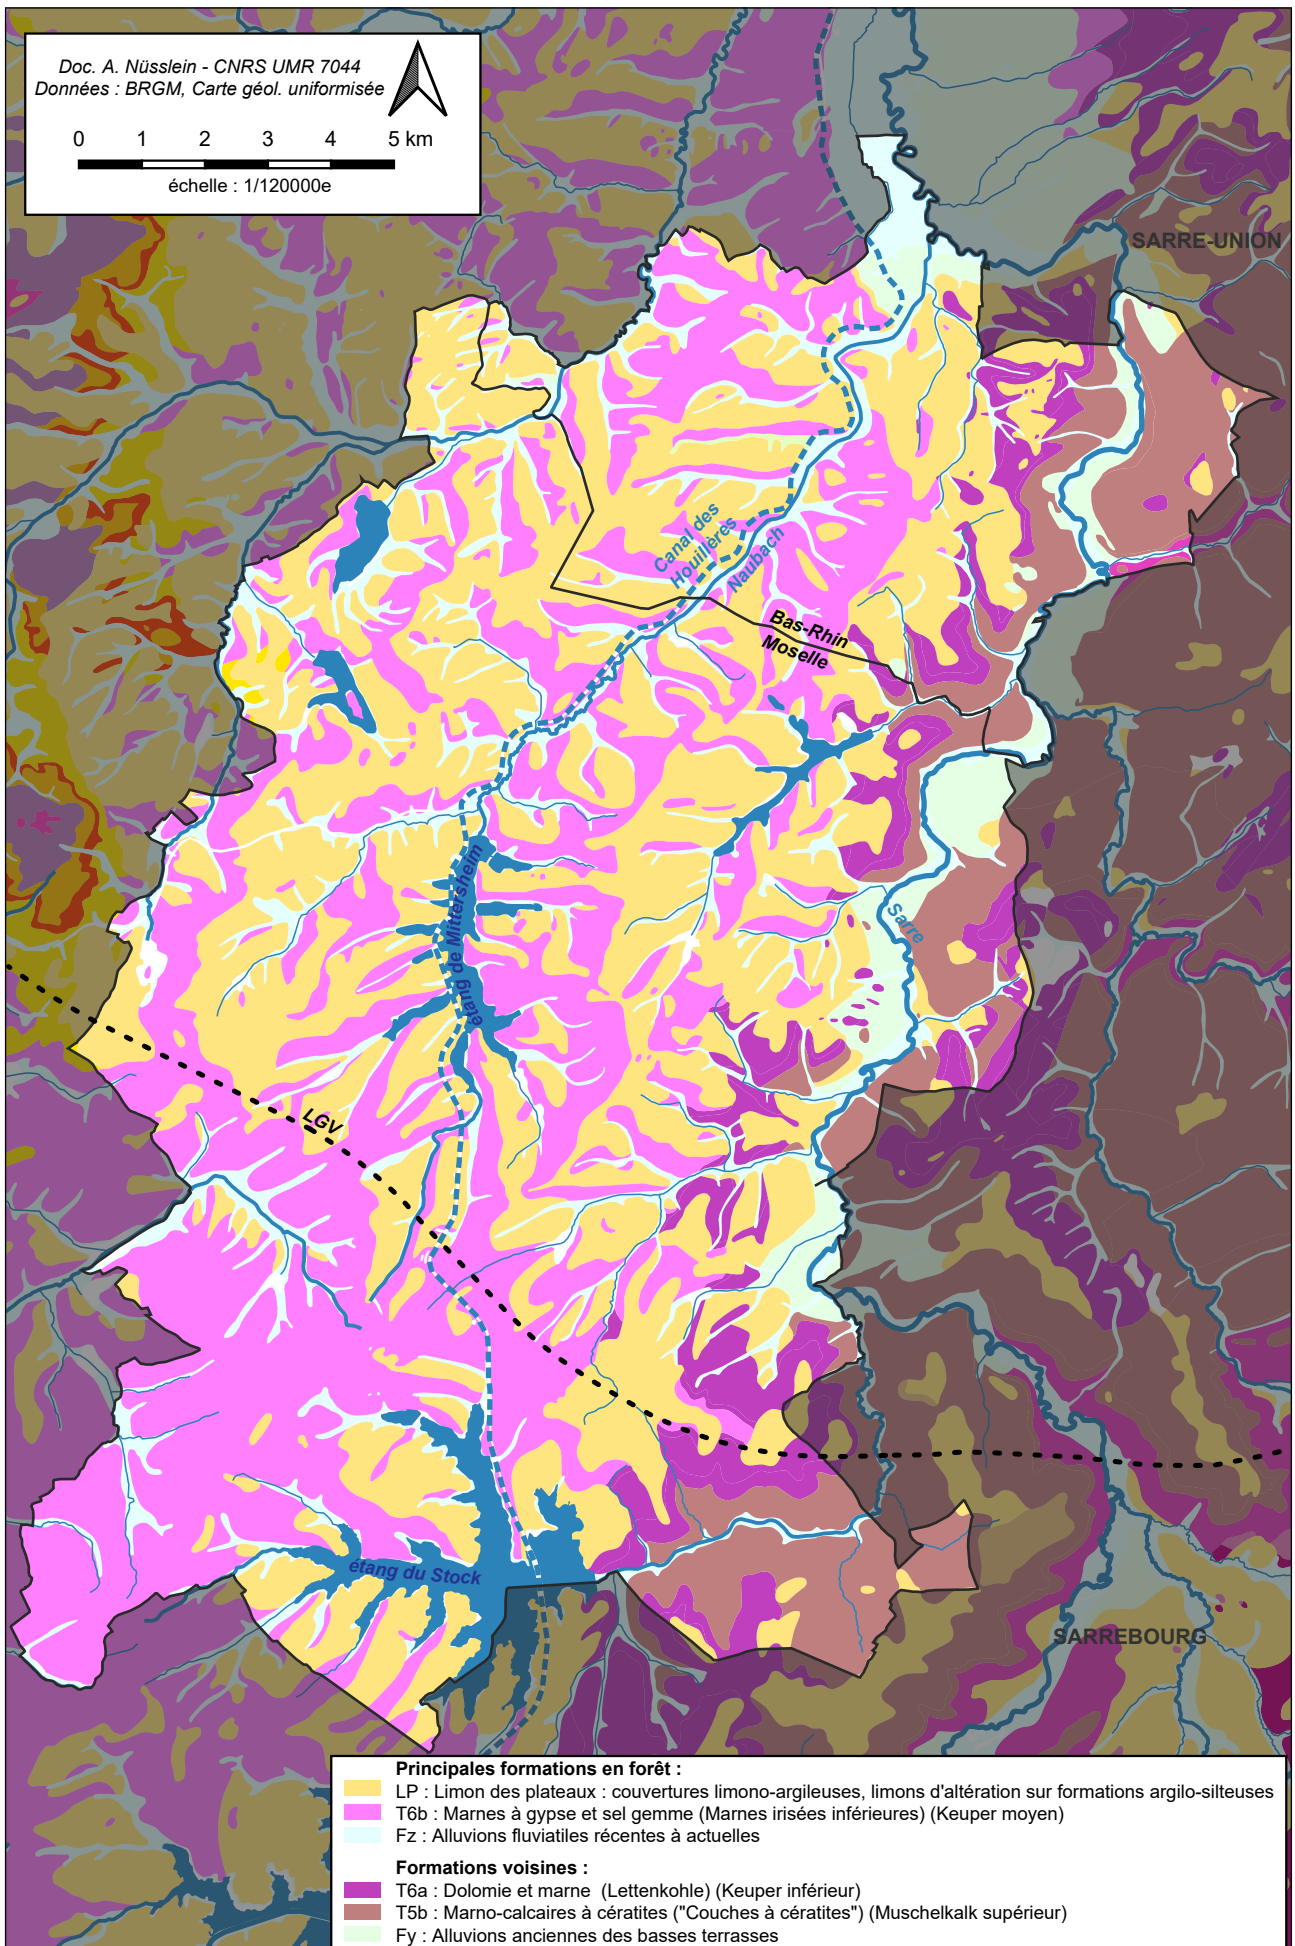 Doc. A. Nüsslein - CNRS UMR 7044
Données : BRGM, Carte géol. uniformisée
0 1 2 3 4 5 km
échelle : 1/120000e
SARRE-UNION
Canal des
Houillères
Naubach
Bas-Rhin
Moselle
étang de Mittersheim
Sarre
LGV
étang du Stock
SARREBOURG
Principales formations en forêt :
LP : Limon des plateaux : couvertures limono-argileuses, limons d'altération sur formations argilo-silteuses
T6b : Marnes à gypse et sel gemme (Marnes irisées inférieures) (Keuper moyen)
Fz : Alluvions fluviatiles récentes à actuelles
Formations voisines :
T6a : Dolomie et marne (Lettenkohle) (Keuper inférieur)
T5b : Marno-calcaires à cératites ("Couches à cératites") (Muschelkalk supérieur)
Fy : Alluvions anciennes des basses terrasses